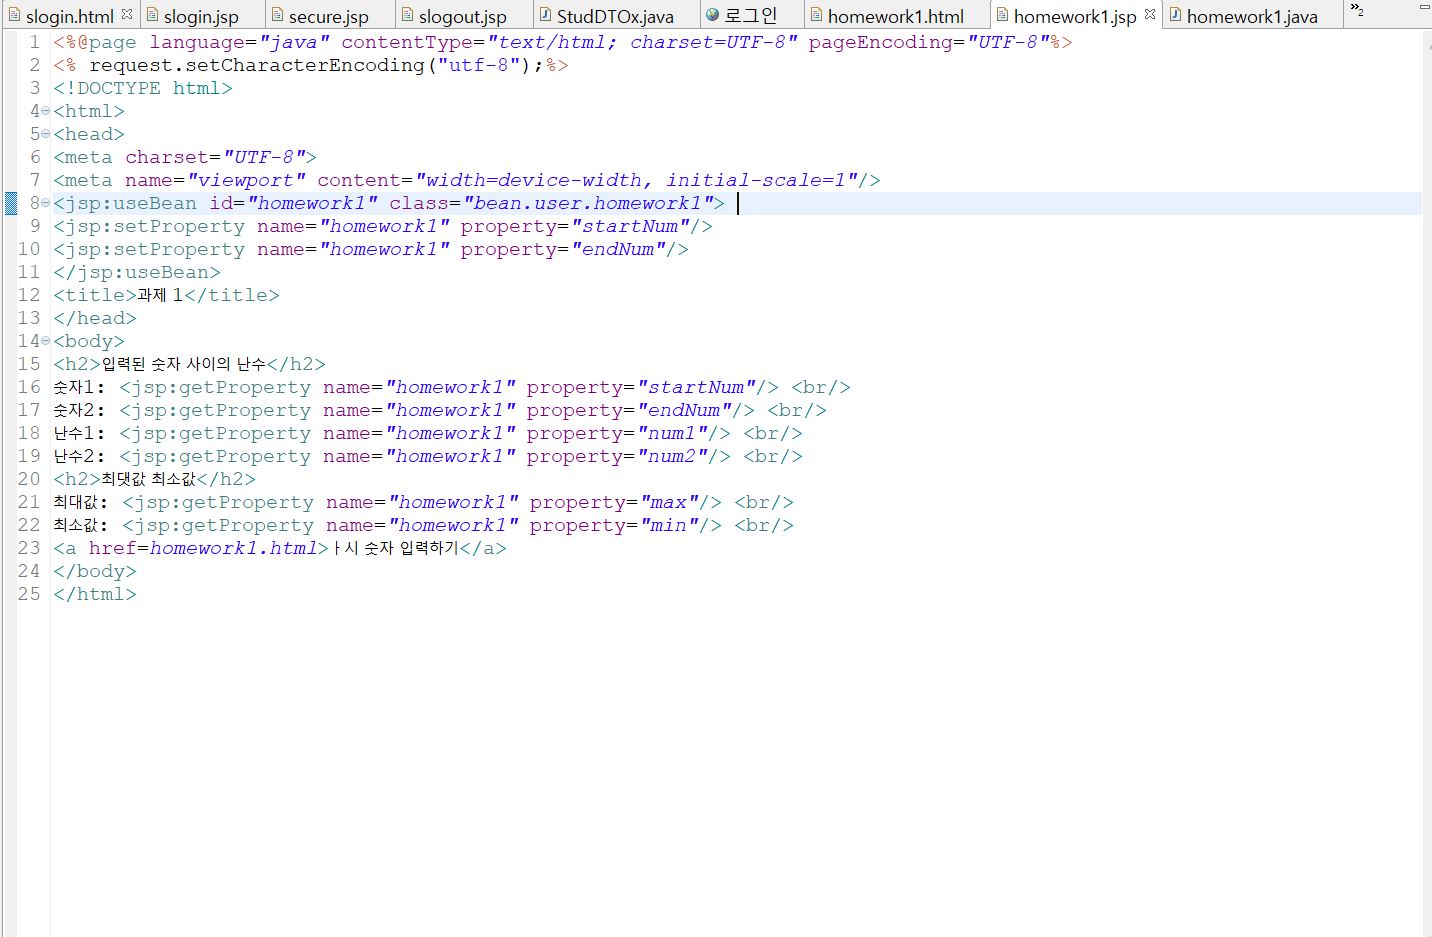 slogin.html slogin.jsp secure.jsp slogout.jsp StudDTOx.java 로그인 homework1.html homework1.jsp homework1.java »2
1 <%@page language="java" contentType="text/html; charset=UTF-8" pageEncoding="UTF-8"%>
2 <% request.setCharacterEncoding("utf-8");%>
3 <!DOCTYPE html>
4 <html>
5 <head>
6 <meta charset="UTF-8">
7 <meta name="viewport" content="width=device-width, initial-scale=1"/>
8 <jsp:useBean id="homework1" class="bean.user.homework1">
9 <jsp:setProperty name="homework1" property="startNum"/>
10 <jsp:setProperty name="homework1" property="endNum"/>
11 </jsp:useBean>
12 <title>과제 1</title>
13 </head>
14 <body>
15 <h2>입력된 숫자 사이의 난수</h2>
16 숫자1: <jsp:getProperty name="homework1" property="startNum"/> <br/>
17 숫자2: <jsp:getProperty name="homework1" property="endNum"/> <br/>
18 난수1: <jsp:getProperty name="homework1" property="num1"/> <br/>
19 난수2: <jsp:getProperty name="homework1" property="num2"/> <br/>
20 <h2>최댓값 최소값</h2>
21 최대값: <jsp:getProperty name="homework1" property="max"/> <br/>
22 최소값: <jsp:getProperty name="homework1" property="min"/> <br/>
23 <a href=homework1.html>ㅏ시 숫자 입력하기</a>
24 </body>
25 </html>